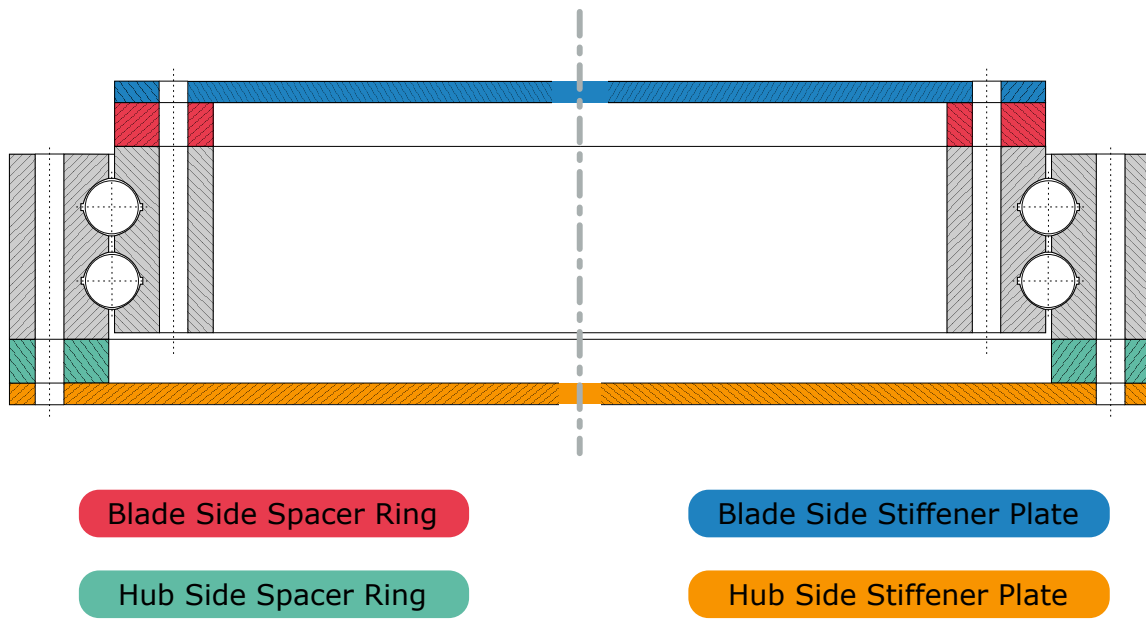 Blade Side Spacer Ring
Blade Side Stiffener Plate
Hub Side Spacer Ring
Hub Side Stiffener Plate